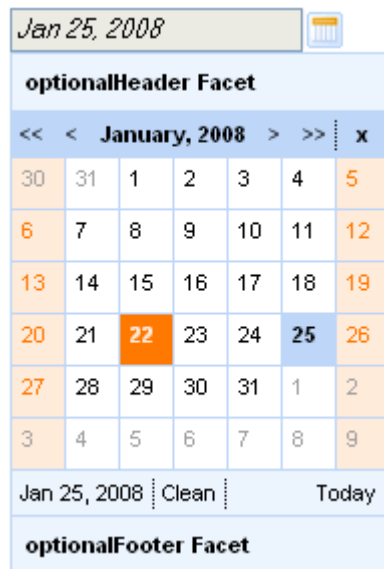 Jan 25, 2008
optionalHeader Facet
<< < January, 2008 > >> x
30 31 1 2 3 4 5
6 7 8 9 10 11 12
13 14 15 16 17 18 19
20 21 22 23 24 25 26
27 28 29 30 31 1 2
3 4 5 6 7 8 9
Jan 25, 2008 Clean Today
optionalFooter Facet